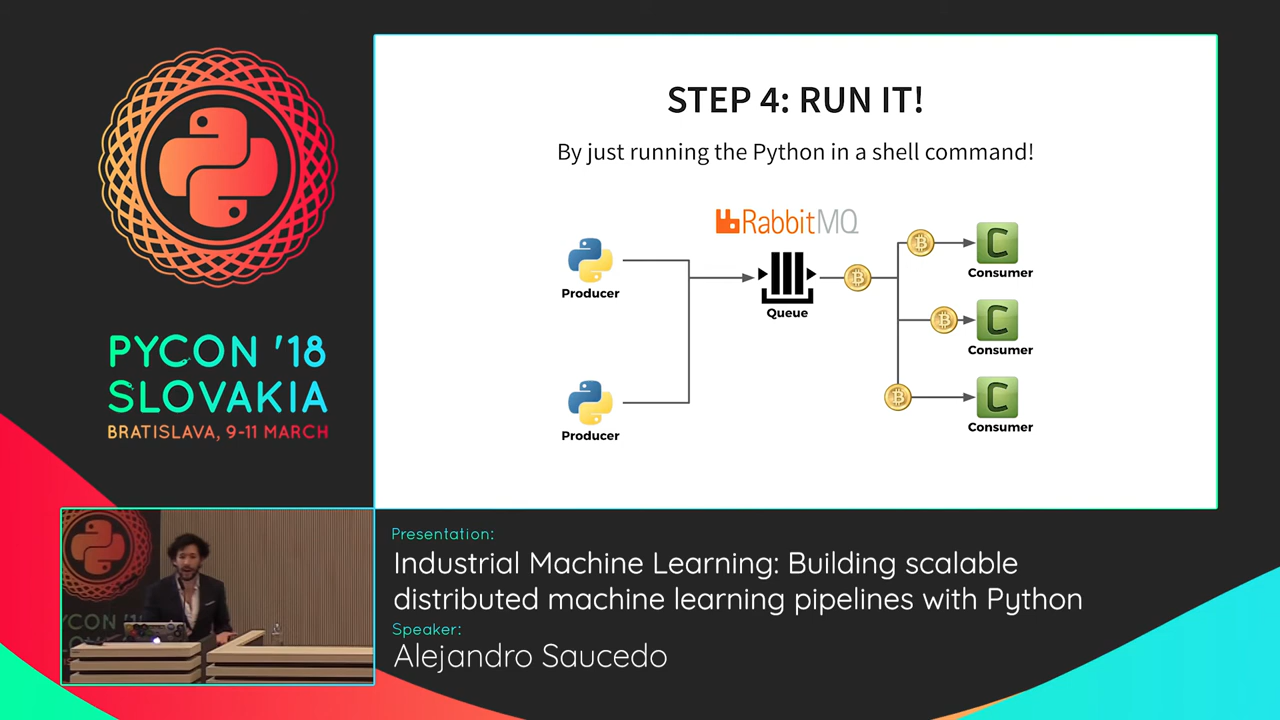 PYCON '18
SLOVAKIA
BRATISLAVA, 9-11 MARCH
STEP 4: RUN IT!
By just running the Python in a shell command!
RabbitMQ
Producer
Queue
Producer
C
Consumer
C
Consumer
C
Consumer
Presentation:
Industrial Machine Learning: Building scalable
distributed machine learning pipelines with Python
Speaker:
Alejandro Saucedo